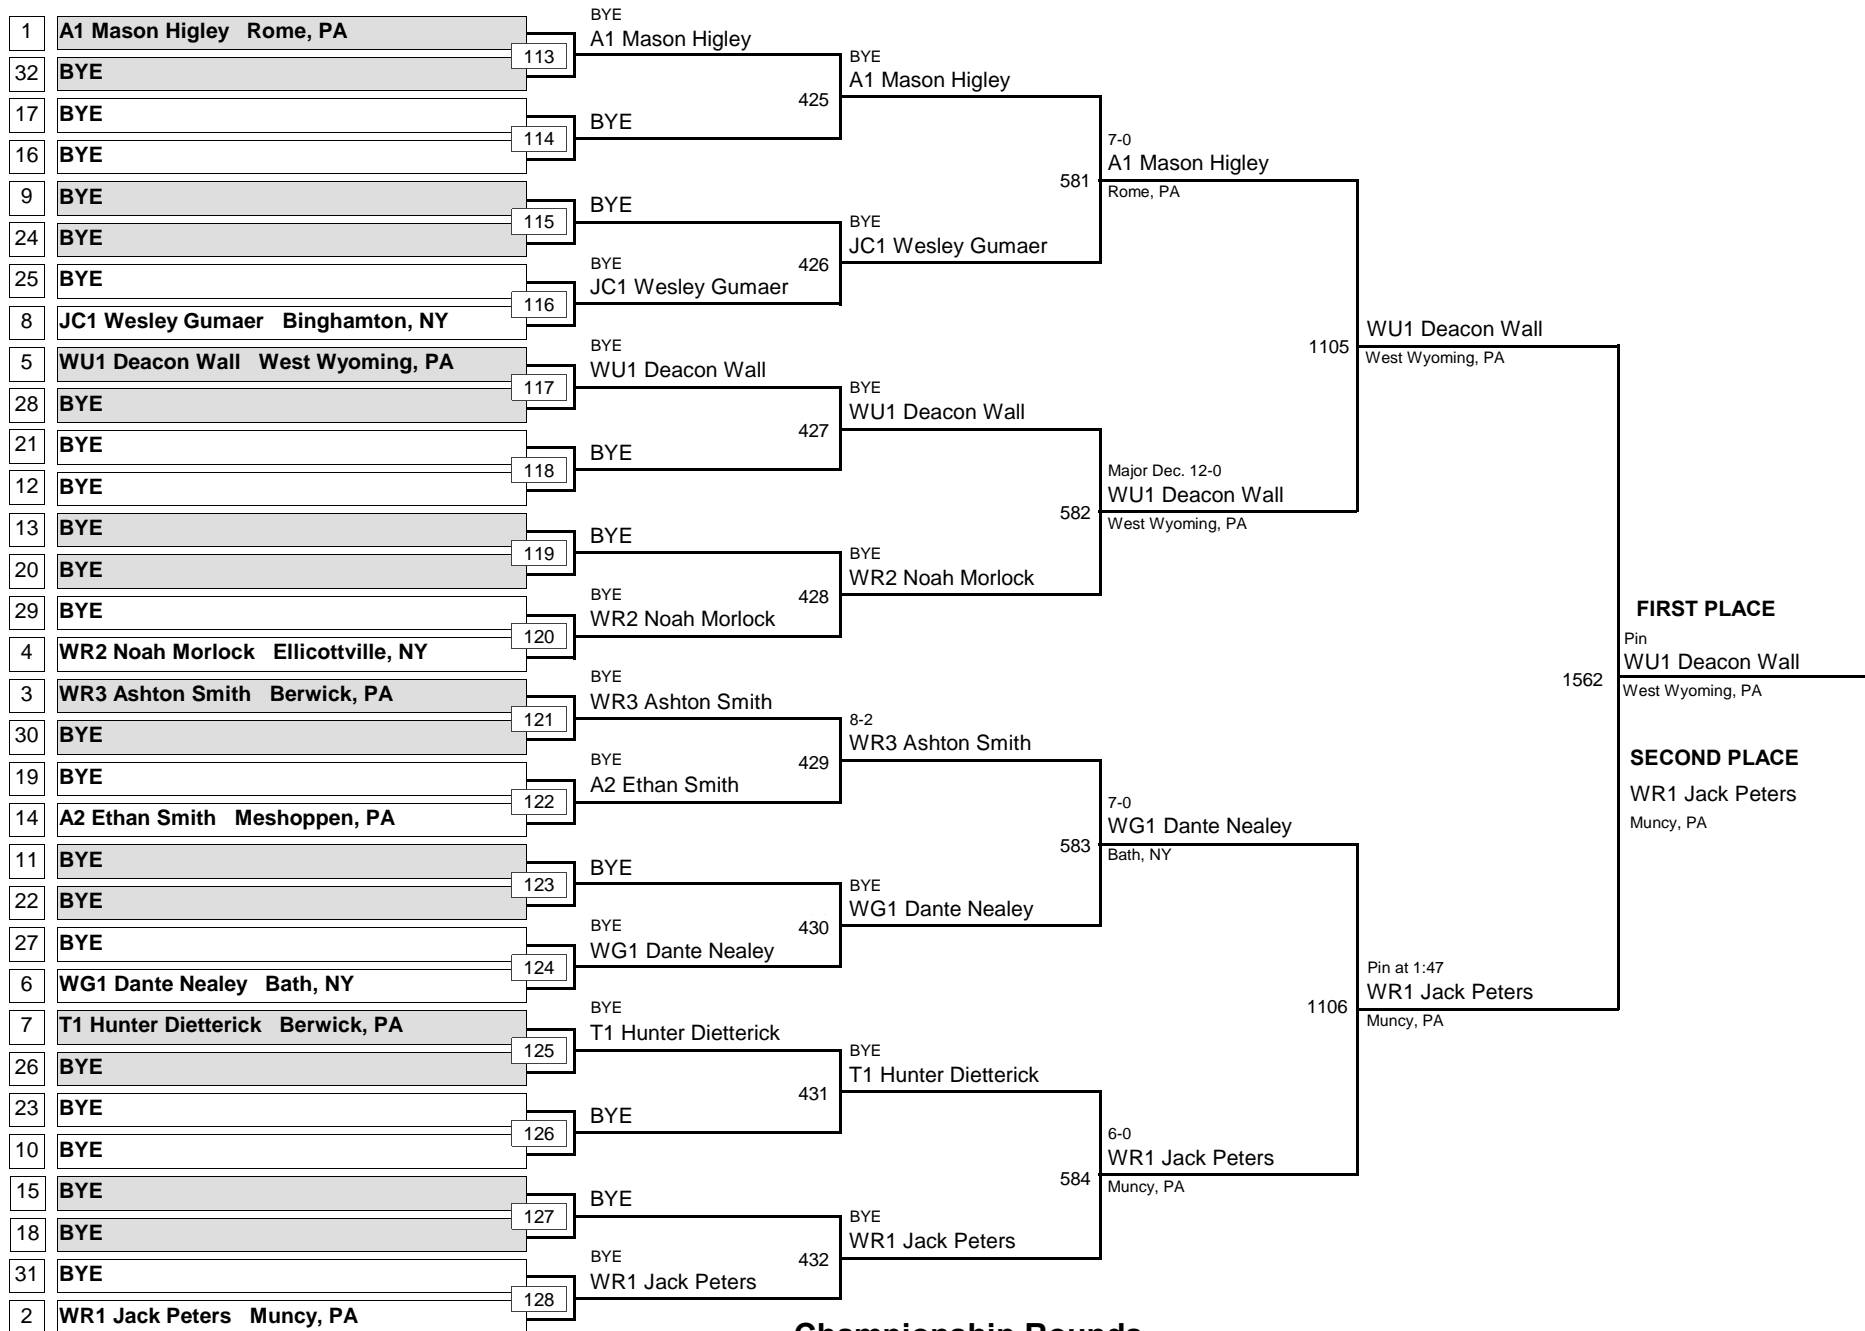 1 A1 Mason Higley Rome, PA
32 BYE
17 BYE
16 BYE
9 BYE
24 BYE
25 BYE
8 JC1 Wesley Gumaer Binghamton, NY
5 WU1 Deacon Wall West Wyoming, PA
28 BYE
21 BYE
12 BYE
13 BYE
20 BYE
29 BYE
4 WR2 Noah Morlock Ellicottville, NY
3 WR3 Ashton Smith Berwick, PA
30 BYE
19 BYE
14 A2 Ethan Smith Meshoppen, PA
11 BYE
22 BYE
27 BYE
6 WG1 Dante Nealey Bath, NY
7 T1 Hunter Dietterick Berwick, PA
26 BYE
23 BYE
10 BYE
15 BYE
18 BYE
31 BYE
2 WR1 Jack Peters Muncy, PA
113
114
115
116
117
118
119
120
121
122
123
124
125
126
127
128
BYE
A1 Mason Higley
BYE
BYE
BYE
JC1 Wesley Gumaer
BYE
WU1 Deacon Wall
BYE
BYE
BYE
WR2 Noah Morlock
BYE
WR3 Ashton Smith
BYE
A2 Ethan Smith
BYE
BYE
WG1 Dante Nealey
BYE
T1 Hunter Dietterick
BYE
BYE
BYE
WR1 Jack Peters
425
426
427
428
429
430
431
432
BYE
A1 Mason Higley
BYE
JC1 Wesley Gumaer
BYE
WU1 Deacon Wall
BYE
WR2 Noah Morlock
8-2
WR3 Ashton Smith
BYE
WG1 Dante Nealey
BYE
T1 Hunter Dietterick
BYE
WR1 Jack Peters
581
582
583
584
7-0
A1 Mason Higley
Rome, PA
Major Dec. 12-0
WU1 Deacon Wall
West Wyoming, PA
7-0
WG1 Dante Nealey
Bath, NY
6-0
WR1 Jack Peters
Muncy, PA
1105
1106
WU1 Deacon Wall
West Wyoming, PA
Pin at 1:47
WR1 Jack Peters
Muncy, PA
1562
FIRST PLACE
Pin
WU1 Deacon Wall
West Wyoming, PA
SECOND PLACE
WR1 Jack Peters
Muncy, PA
Championship Rounds